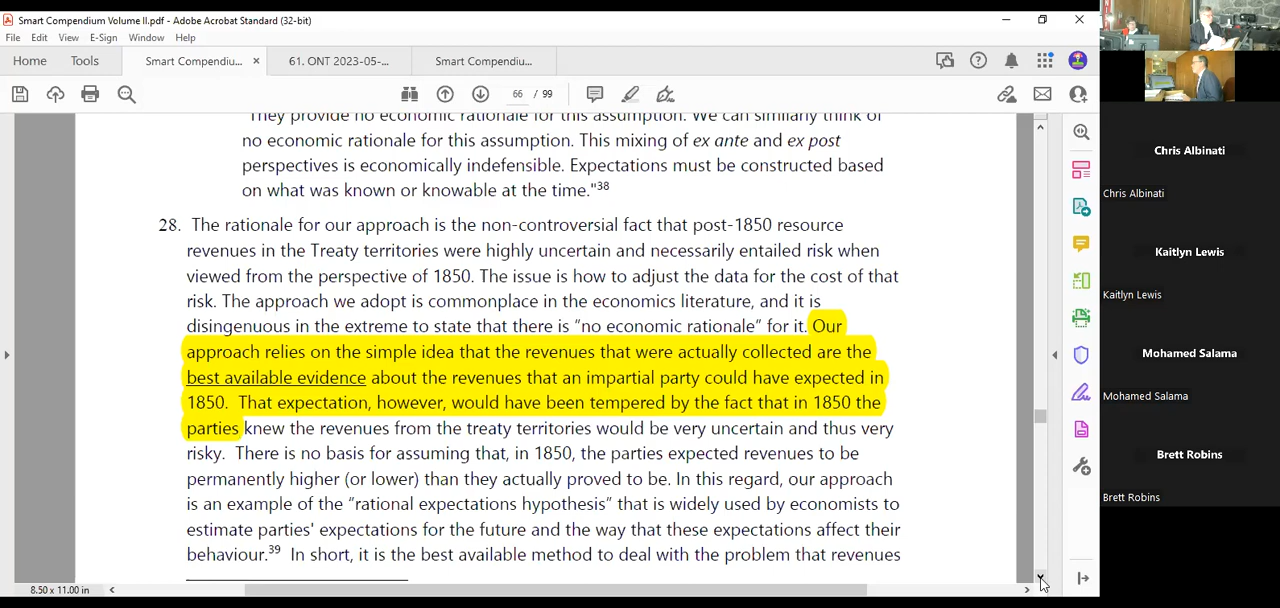 Smart Compendium Volume II.pdf - Adobe Acrobat Standard (32-bit)
File Edit View E-Sign Window Help
Home Tools Smart Compendiu... × 61. ONT 2023-05-... Smart Compendiu...
66 / 99
"They provide no economic rationale for this assumption. We can similarly think of
no economic rationale for this assumption. This mixing of ex ante and ex post
perspectives is economically indefensible. Expectations must be constructed based
on what was known or knowable at the time."38
28. The rationale for our approach is the non-controversial fact that post-1850 resource
revenues in the Treaty territories were highly uncertain and necessarily entailed risk when
viewed from the perspective of 1850. The issue is how to adjust the data for the cost of that
risk. The approach we adopt is commonplace in the economics literature, and it is
disingenuous in the extreme to state that there is “no economic rationale” for it. Our
approach relies on the simple idea that the revenues that were actually collected are the
best available evidence about the revenues that an impartial party could have expected in
1850. That expectation, however, would have been tempered by the fact that in 1850 the
parties knew the revenues from the treaty territories would be very uncertain and thus very
risky. There is no basis for assuming that, in 1850, the parties expected revenues to be
permanently higher (or lower) than they actually proved to be. In this regard, our approach
is an example of the “rational expectations hypothesis” that is widely used by economists to
estimate parties' expectations for the future and the way that these expectations affect their
behaviour.39 In short, it is the best available method to deal with the problem that revenues
8.50 x 11.00 in
Chris Albinati
Chris Albinati
Kaitlyn Lewis
Kaitlyn Lewis
Mohamed Salama
Mohamed Salama
Brett Robins
Brett Robins